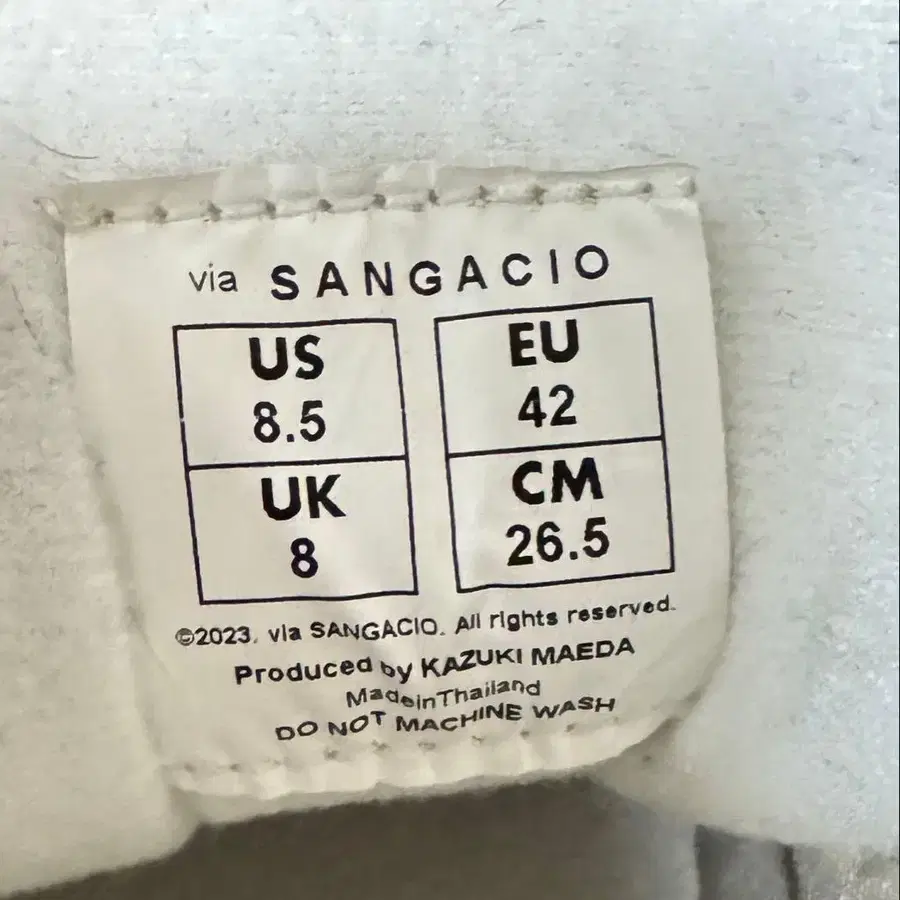 via SANGACIO
US EU
8.5 42
UK CM
8 26.5
©2023. via SANGACIO. All rights reserved.
Produced by KAZUKI MAEDA
MadeinThailand
DO NOT MACHINE WASH